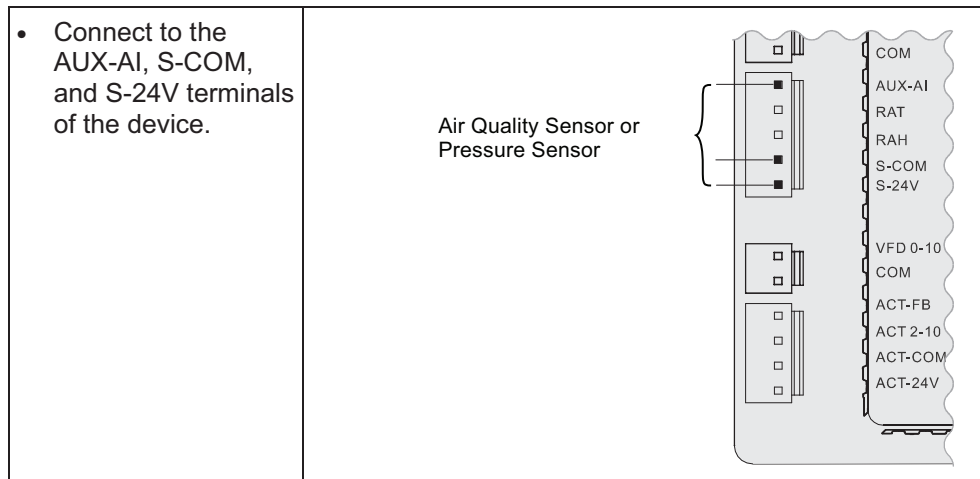 • Connect to the
AUX-AI, S-COM,
and S-24V terminals
of the device.
Air Quality Sensor or
Pressure Sensor
COM
AUX-AI
RAT
RAH
S-COM
S-24V
VFD 0-10
COM
ACT-FB
ACT 2-10
ACT-COM
ACT-24V